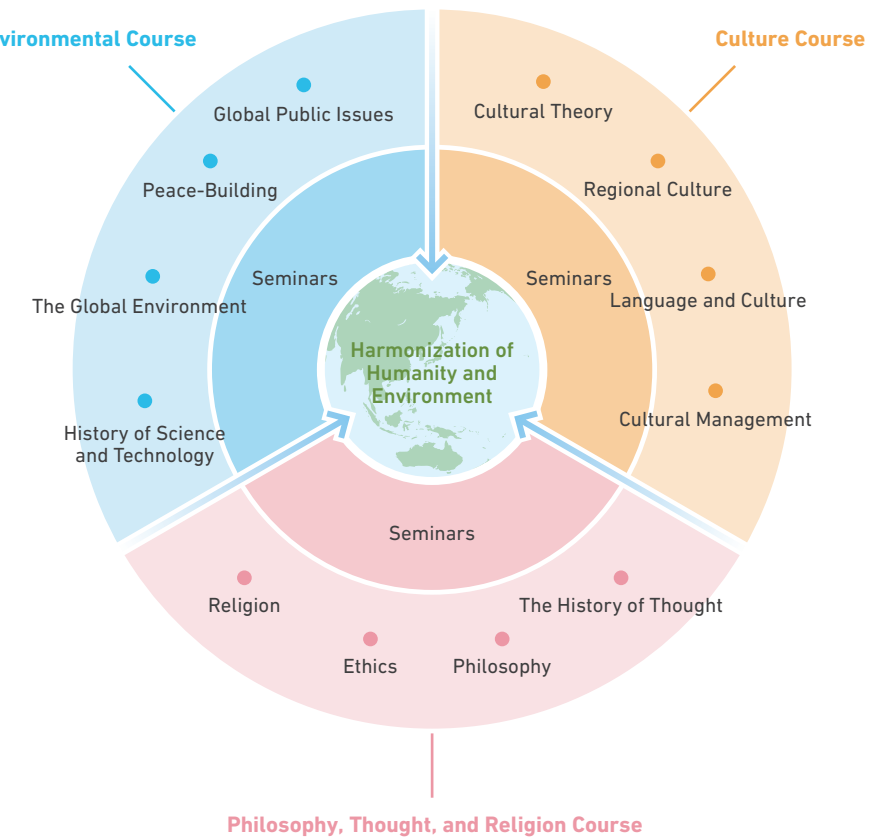 vironmental Course
Culture Course
Global Public Issues
Cultural Theory
Peace-Building
Regional Culture
Seminars
Seminars
The Global Environment
Language and Culture
Harmonization of
Humanity and
Environment
History of Science
and Technology
Cultural Management
Seminars
Religion
The History of Thought
Ethics
Philosophy
Philosophy, Thought, and Religion Course